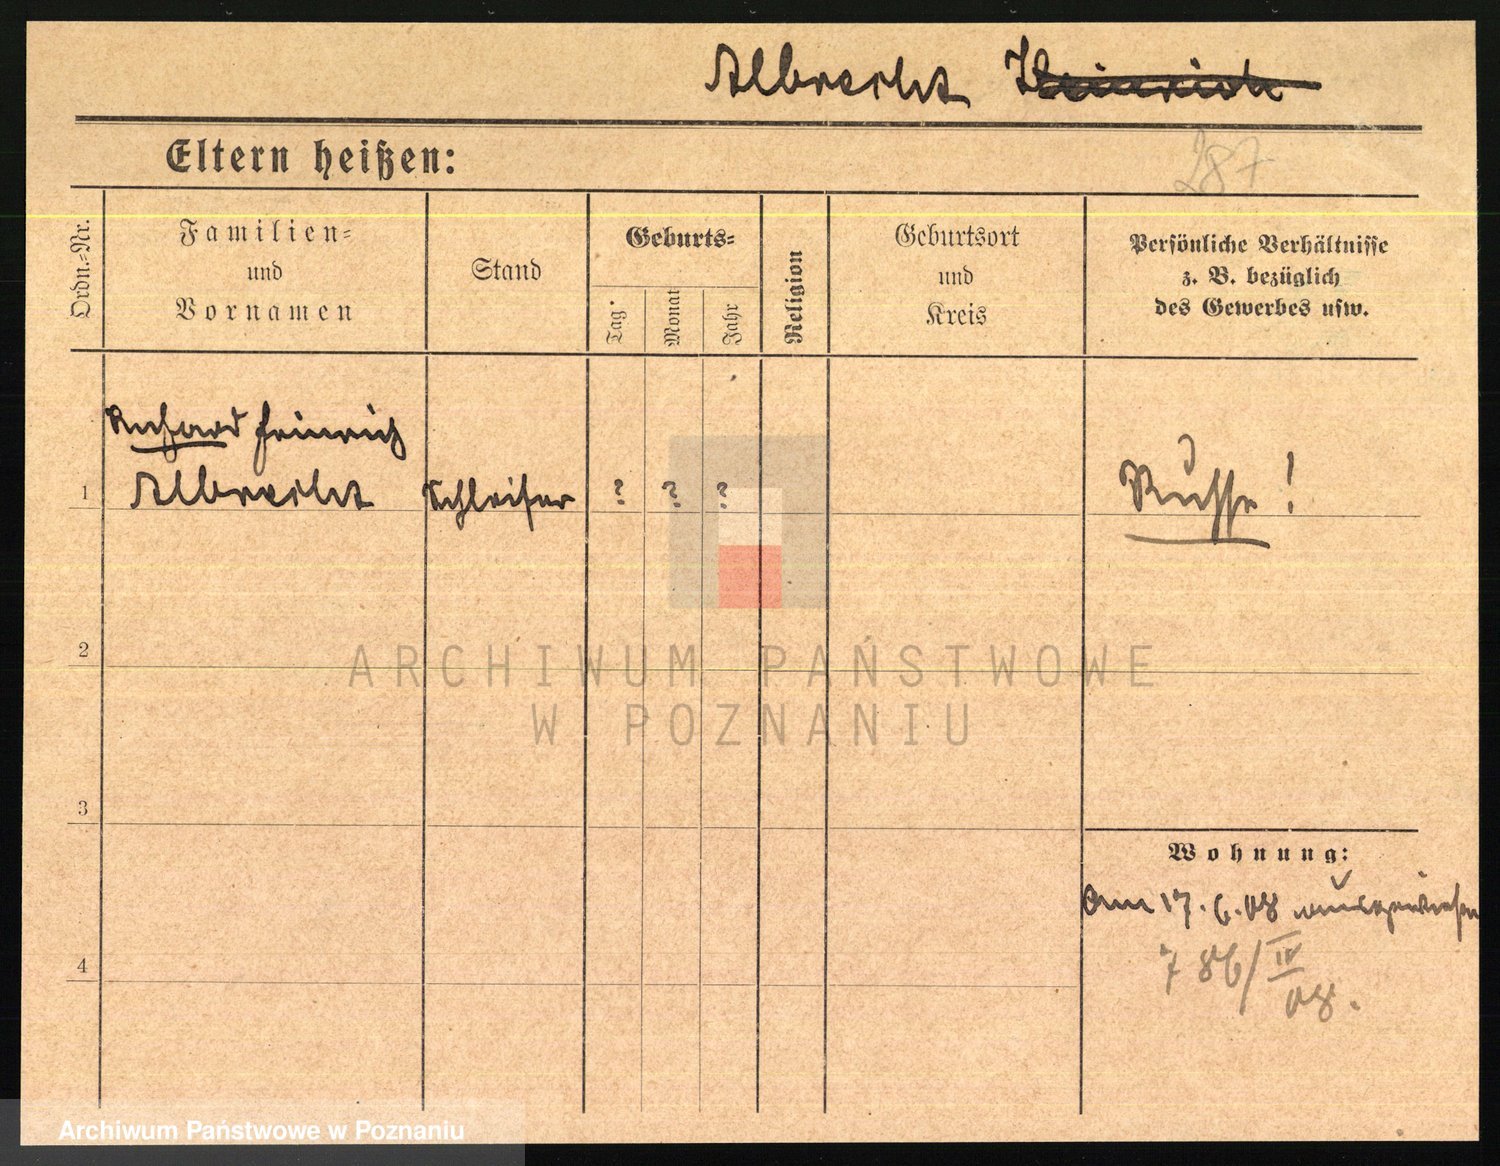 Albrecht Heinrich
Eltern heißen:
287
Ordn.-Nr.
Familien-
und
Vornamen
Stand
Geburts-
Tag.
Monat
Jahr
Religion
Geburtsort
und
Kreis
Persönliche Verhältnisse
z. B. bezüglich
des Gewerbes usw.
Richard Heinrich
1 Albrecht Schleifer ? ? ? Russe!
2
ARCHIWUM PAŃSTWOWE
W POZNANIU
3
Wohnung:
Am 17. 6. 08 ausgewiesen
4
786/IV
08.
Archiwum Państwowe w Poznaniu